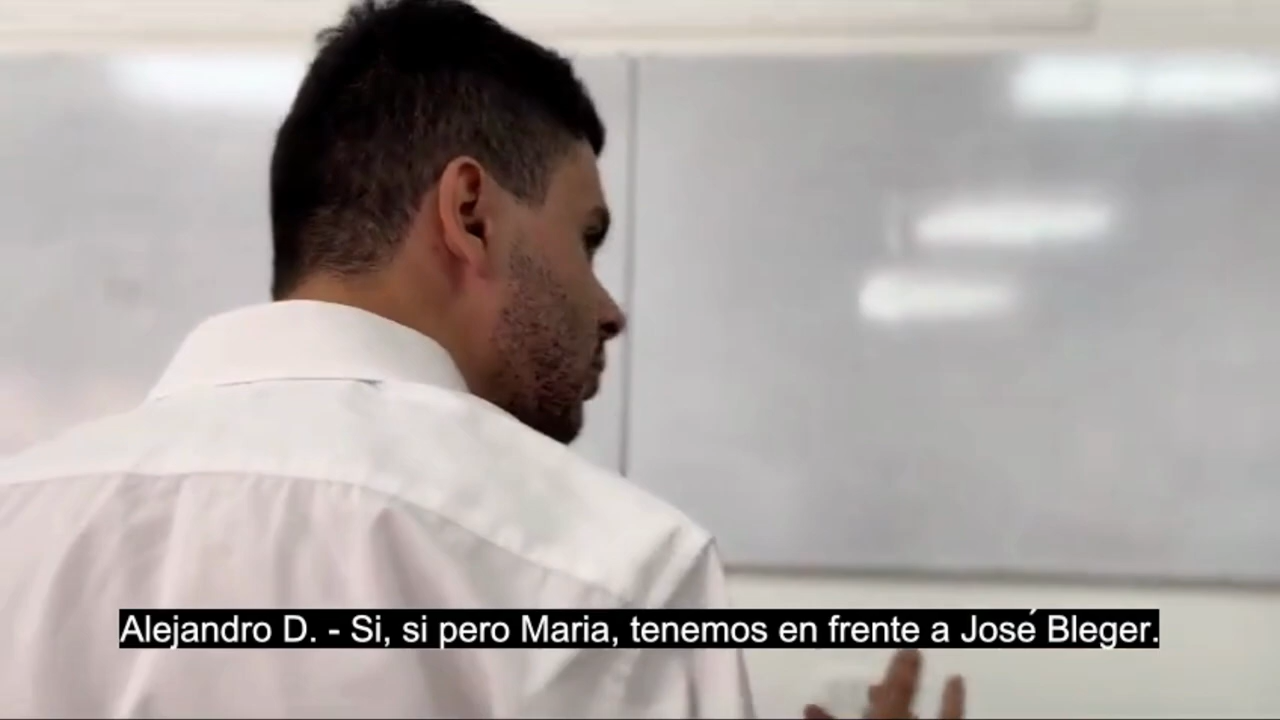 Alejandro D. - Si, si pero Maria, tenemos en frente a José Bleger.